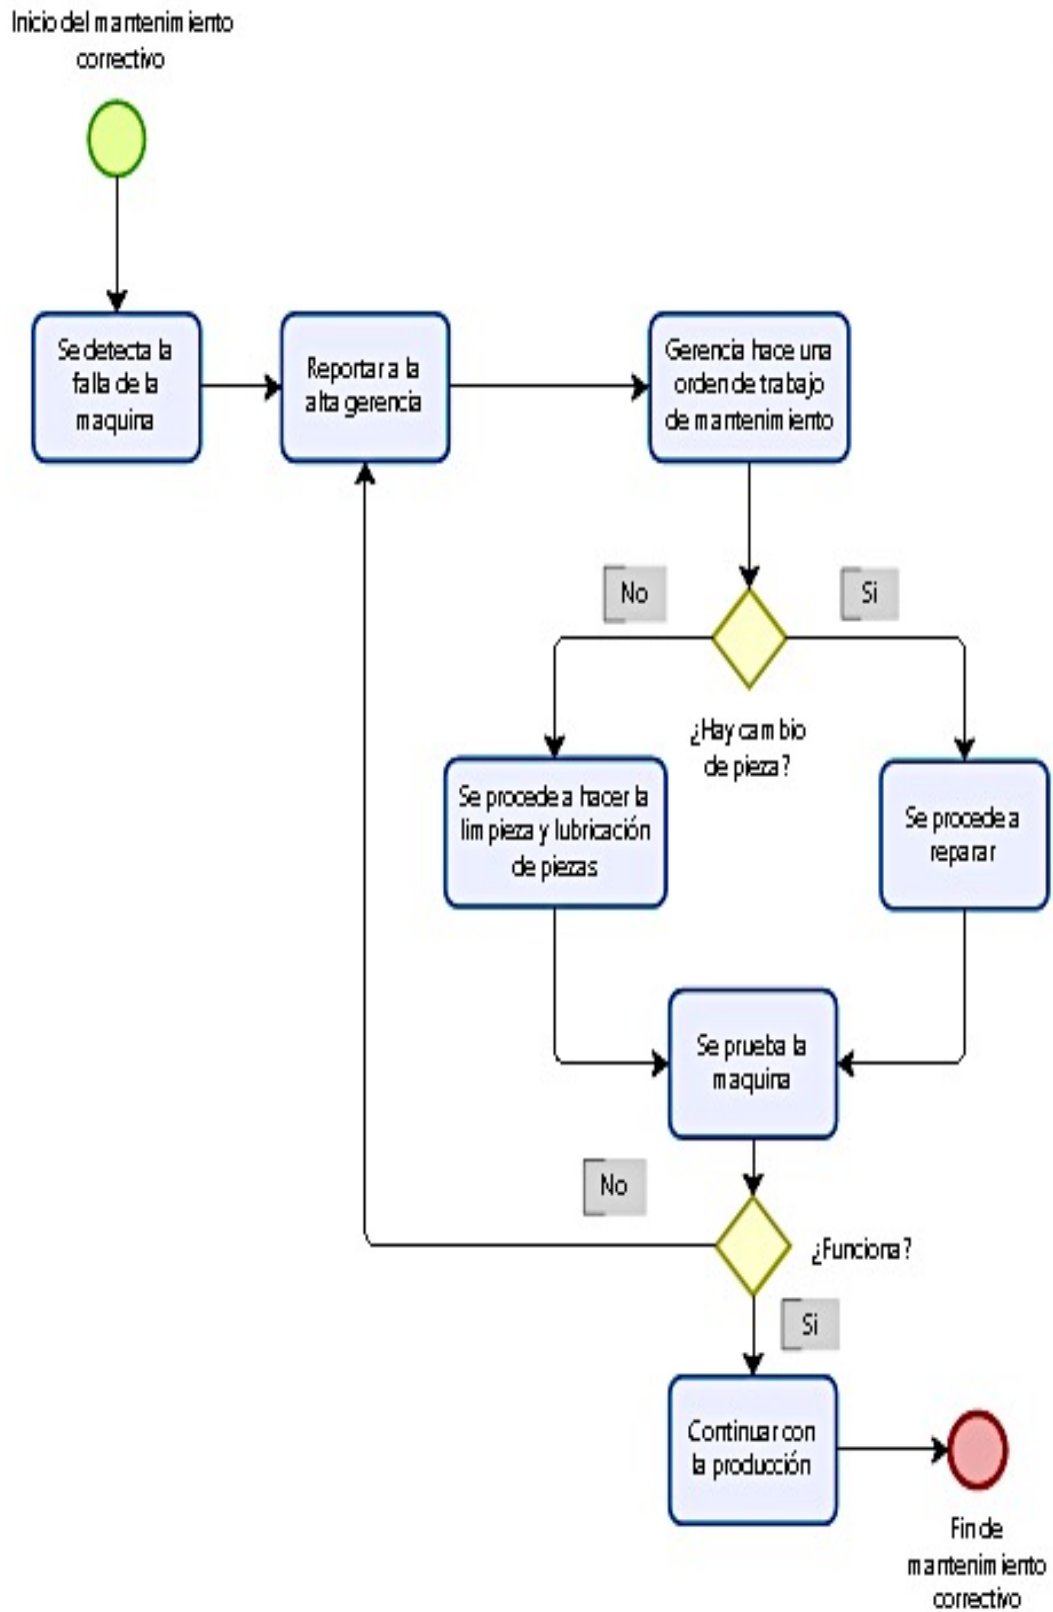 Inicio del mantenimiento
correctivo
Se detecta la
falla de la
maquina
Reportar a la
alta gerencia
Gerencia hace una
orden de trabajo
de mantenimiento
No
Si
¿Hay cambio
de pieza?
Se procede a hacer la
limpieza y lubricación
de piezas
Se procede a
reparar
Se prueba la
maquina
No
¿Funciona?
Si
Continuar con
la producción
Fin de
mantenimiento
correctivo